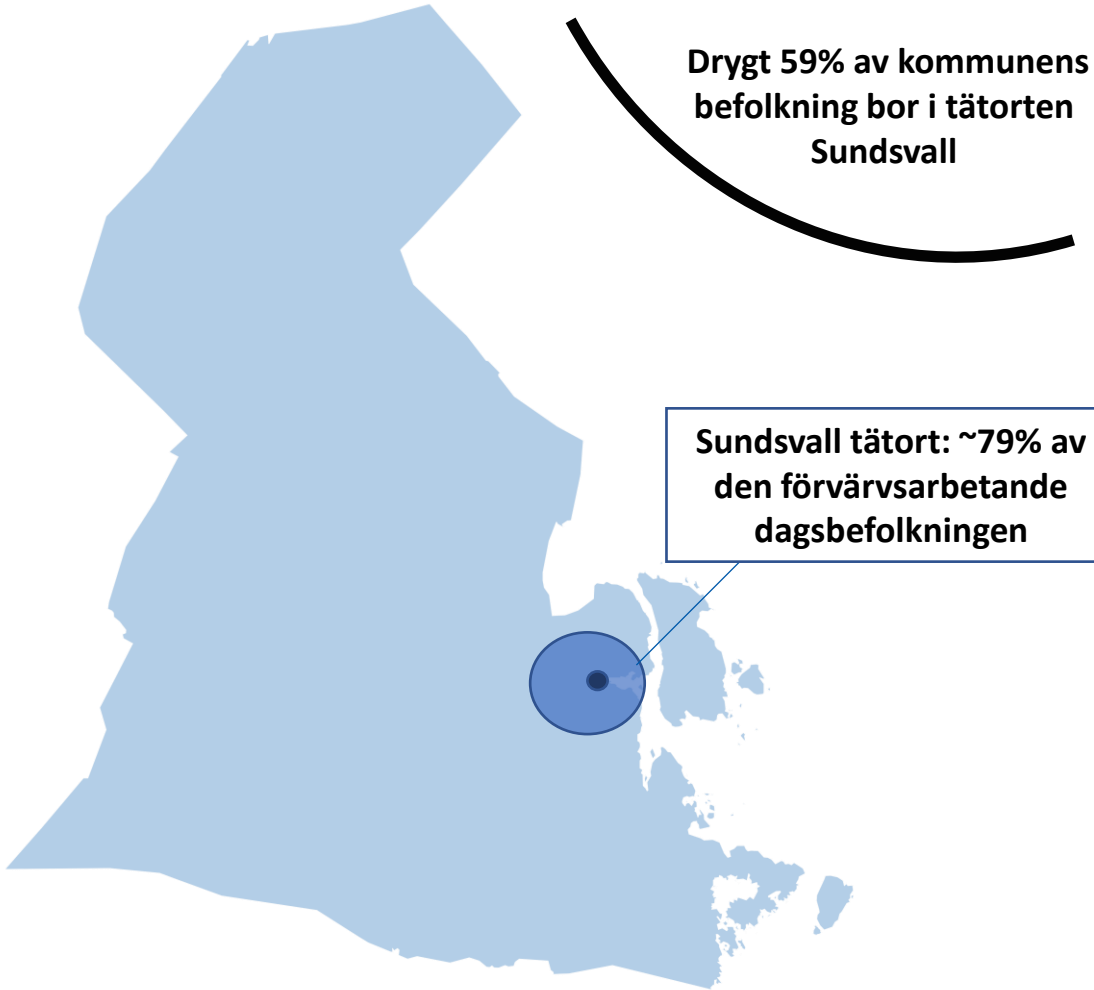 Drygt 59% av kommunens
befolkning bor i tätorten
Sundsvall
Sundsvall tätort: ~79% av
den förvärvsarbetande
dagsbefolkningen